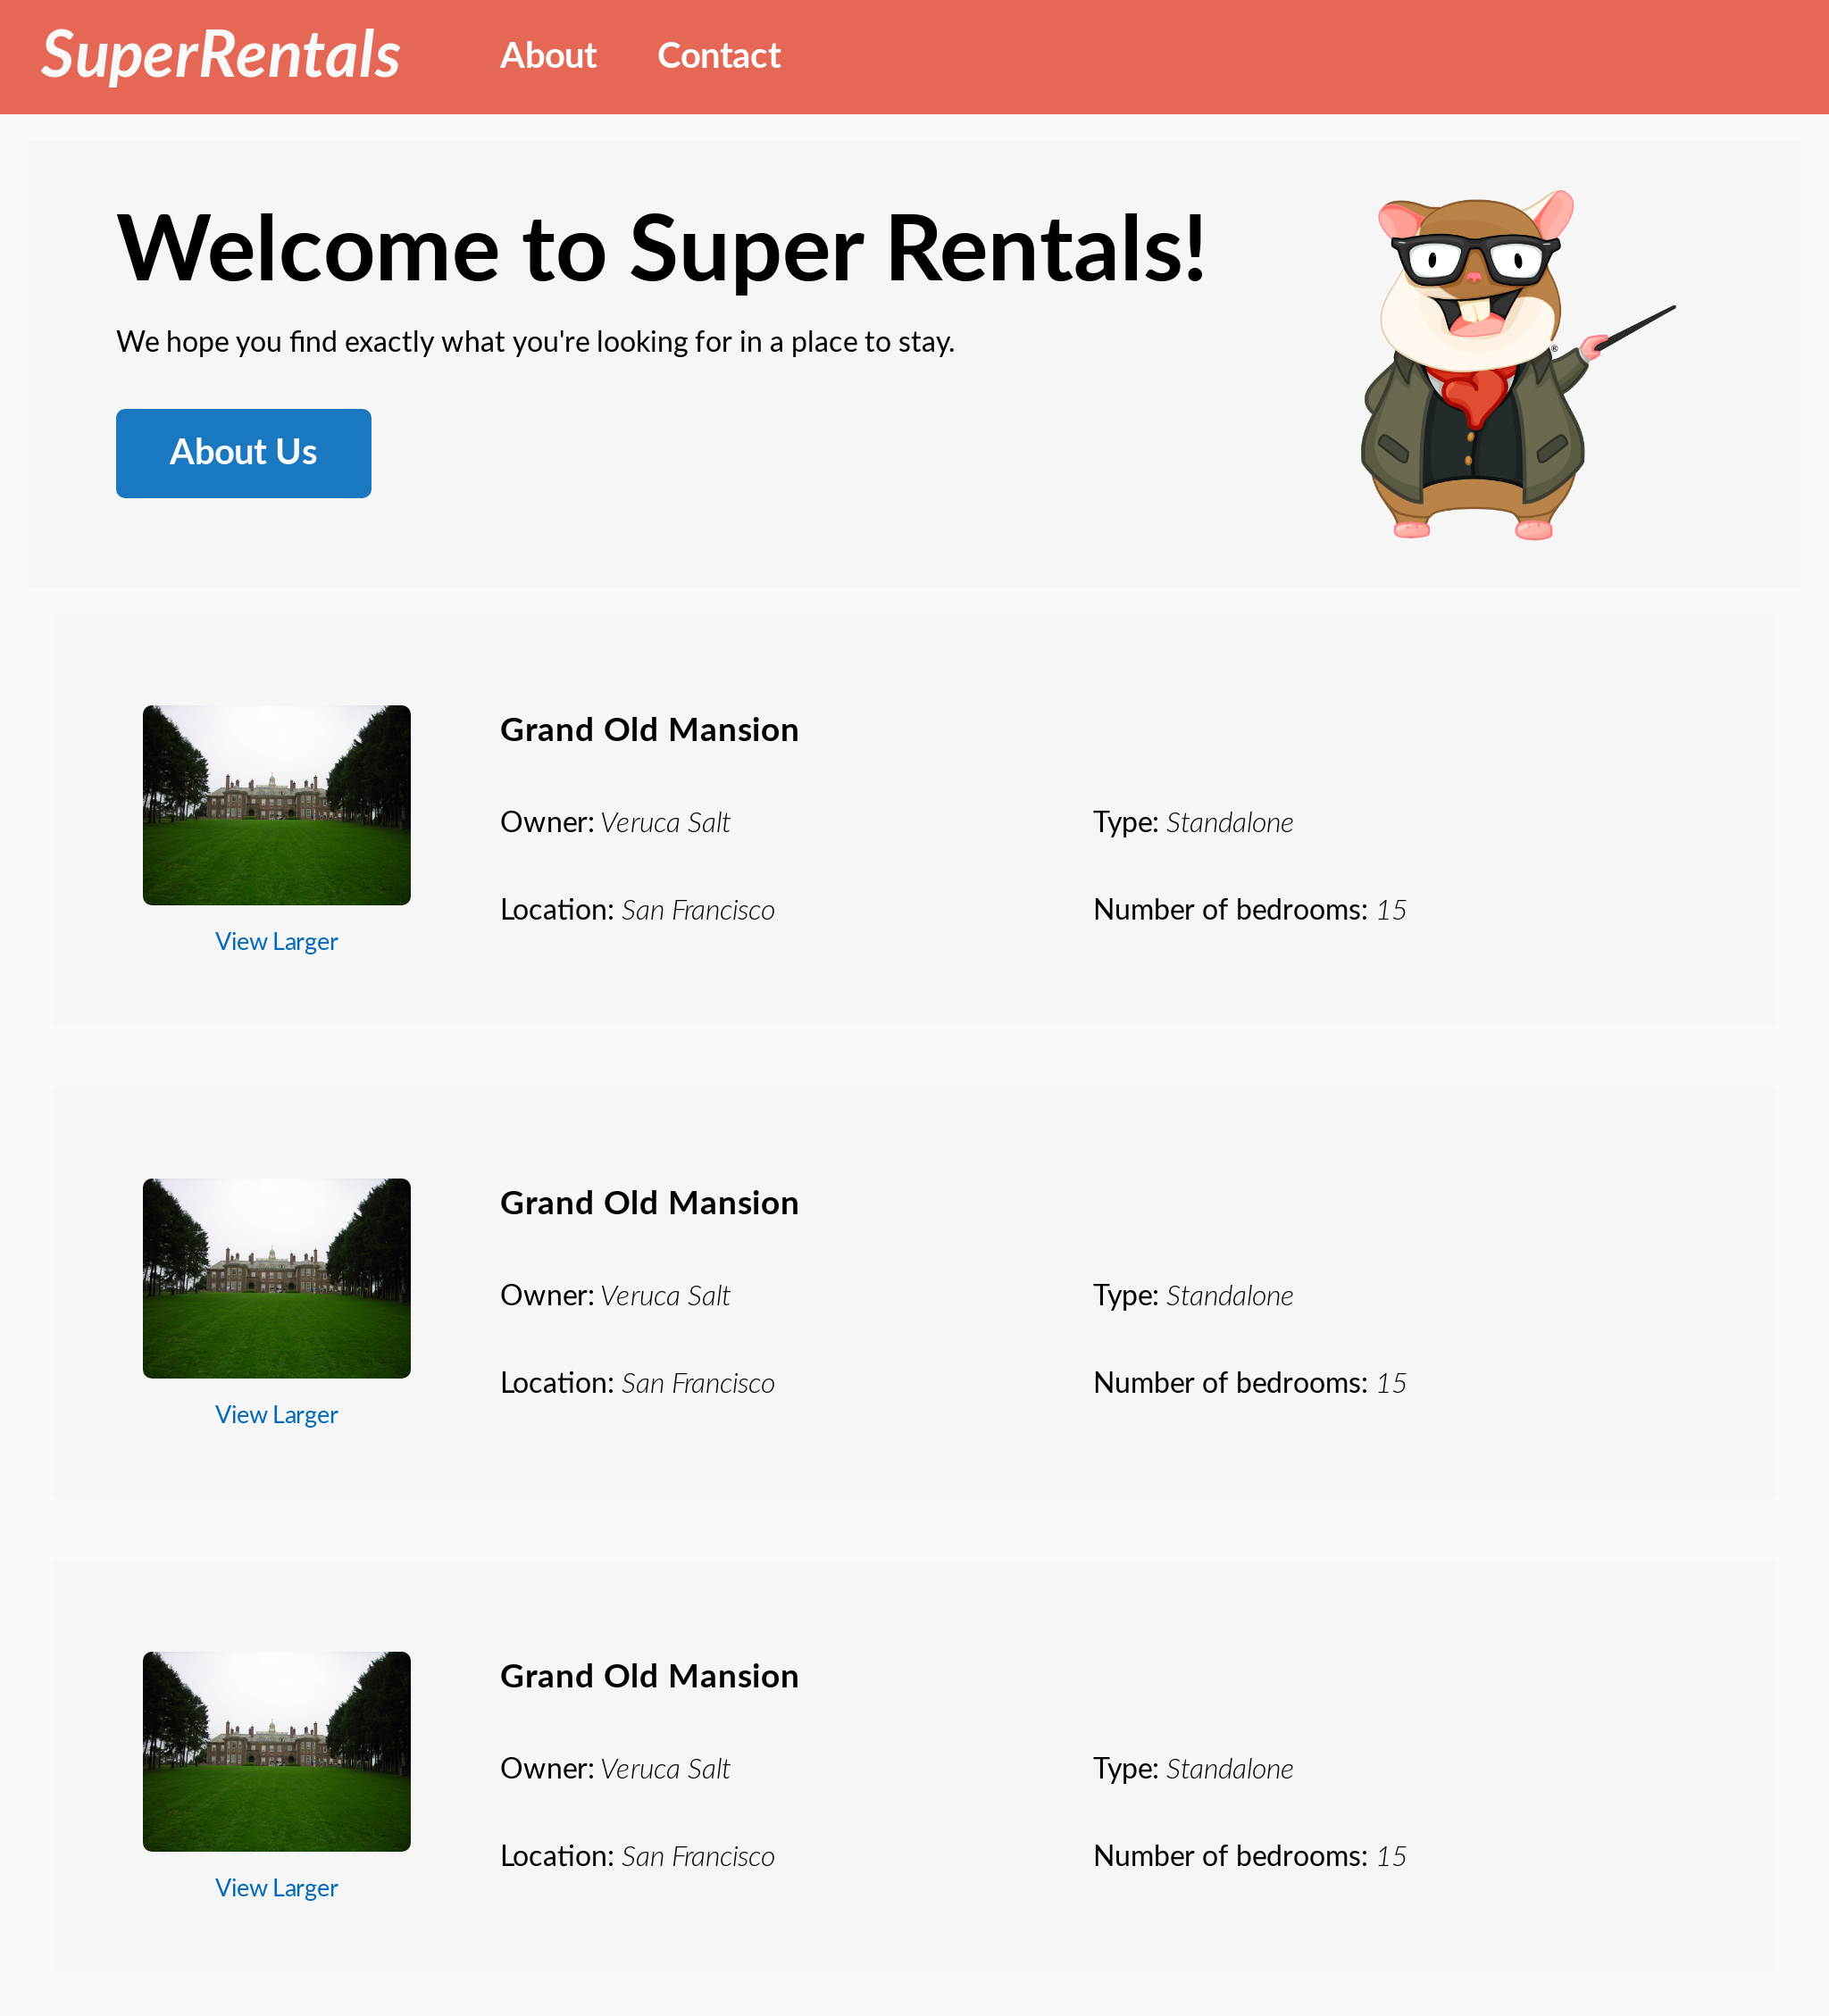 SuperRentals About Contact
Welcome to Super Rentals!
We hope you find exactly what you're looking for in a place to stay.
About Us
®
Grand Old Mansion
Owner: Veruca Salt Type: Standalone
Location: San Francisco Number of bedrooms: 15
View Larger
Grand Old Mansion
Owner: Veruca Salt Type: Standalone
Location: San Francisco Number of bedrooms: 15
View Larger
Grand Old Mansion
Owner: Veruca Salt Type: Standalone
Location: San Francisco Number of bedrooms: 15
View Larger